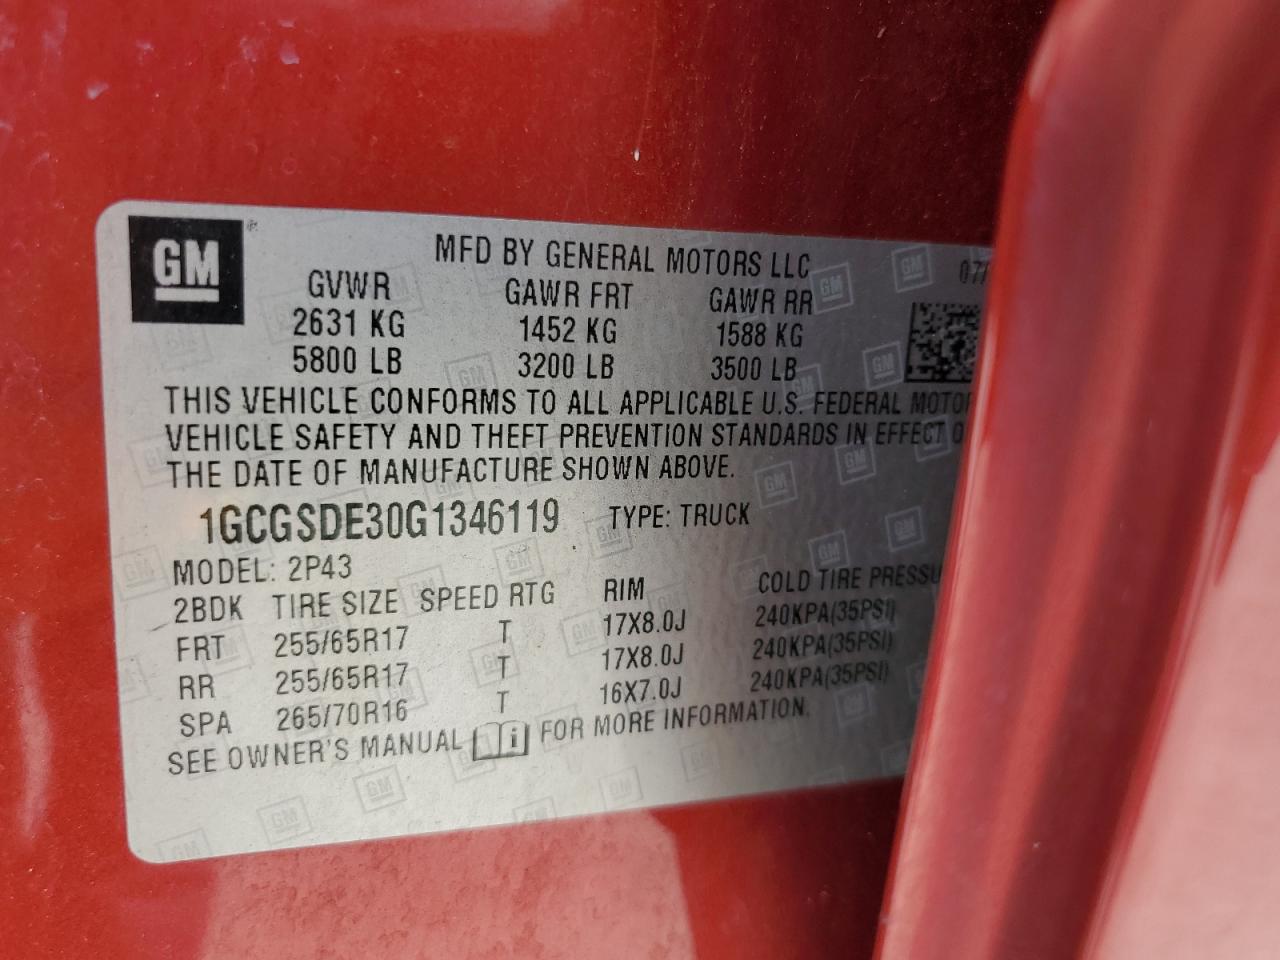 GM
MFD BY GENERAL MOTORS LLC
GVWR GAWR FRT GAWR RR
2631 KG 1452 KG 1588 KG
5800 LB 3200 LB 3500 LB
THIS VEHICLE CONFORMS TO ALL APPLICABLE U.S. FEDERAL MOTO
VEHICLE SAFETY AND THEFT PREVENTION STANDARDS IN EFFECT O
THE DATE OF MANUFACTURE SHOWN ABOVE.
1GCGSDE30G1346119 TYPE: TRUCK
MODEL: 2P43
2BDK TIRE SIZE SPEED RTG RIM COLD TIRE PRESSU
FRT 255/65R17 T 17X8.0J 240KPA(35PSI)
RR 255/65R17 T 17X8.0J 240KPA(35PSI)
SPA 265/70R16 T 16X7.0J 240KPA(35PSI)
SEE OWNER'S MANUAL i FOR MORE INFORMATION.